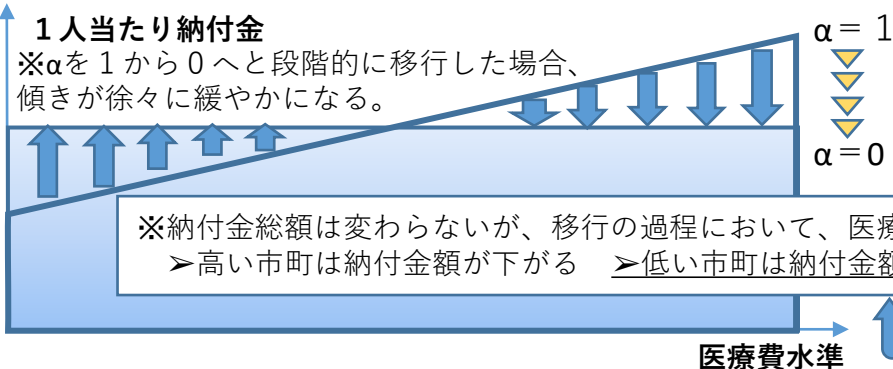 １人当たり納付金
※αを１から０へと段階的に移行した場合、
傾きが徐々に緩やかになる。
α＝１
α＝0
※納付金総額は変わらないが、移行の過程において、医療
➢高い市町は納付金額が下がる　➢低い市町は納付金額
医療費水準